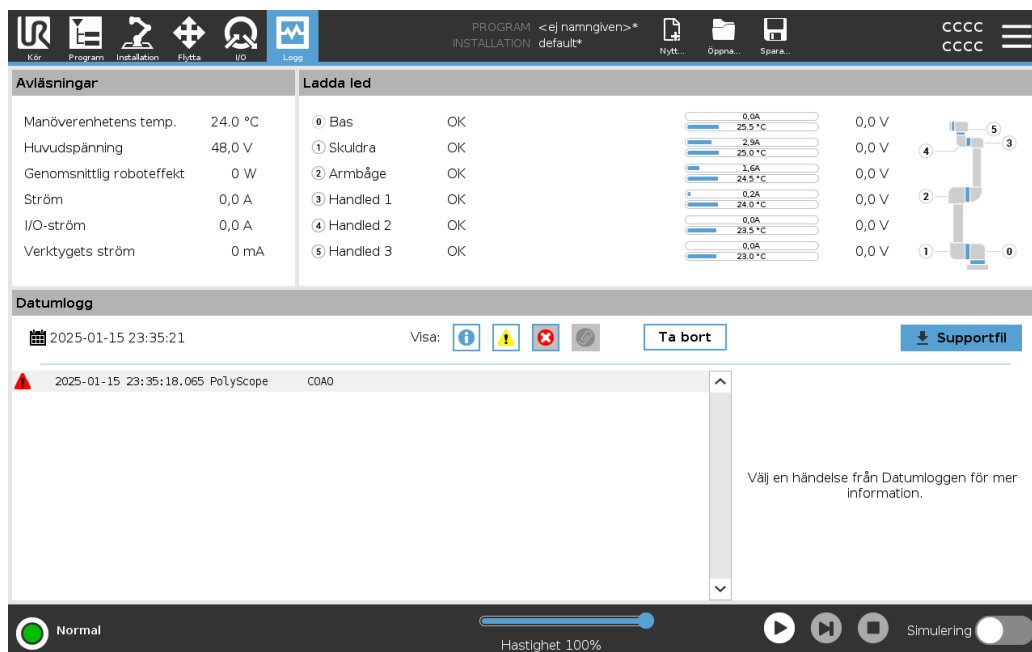 PROGRAM <ej namngiven>*
INSTALLATION default*
Kör Program Installation Flytta I/O Logg
Nytt... Öppna... Spara...
cccc
cccc
Avläsningar
Manöverenhetens temp. 24.0 °C
Huvudspänning 48,0 V
Genomsnittlig roboteffekt 0 W
Ström 0,0 A
I/O-ström 0,0 A
Verktygets ström 0 mA
Ladda led
0 Bas OK 0,0A 25.5 °C 0,0 V
1 Skuldra OK 2,9A 25.0 °C 0,0 V
2 Armbåge OK 1,6A 24.5 °C 0,0 V
3 Handled 1 OK 0,2A 24.0 °C 0,0 V
4 Handled 2 OK 0,0A 23.5 °C 0,0 V
5 Handled 3 OK 0,0A 23.0 °C 0,0 V
5
4 3
2
1 0
Datumlogg
2025-01-15 23:35:21 Visa: Ta bort Supportfil
2025-01-15 23:35:18.065 PolyScope C0A0
Välj en händelse från Datumloggen för mer
information.
Normal
Hastighet 100%
Simulering